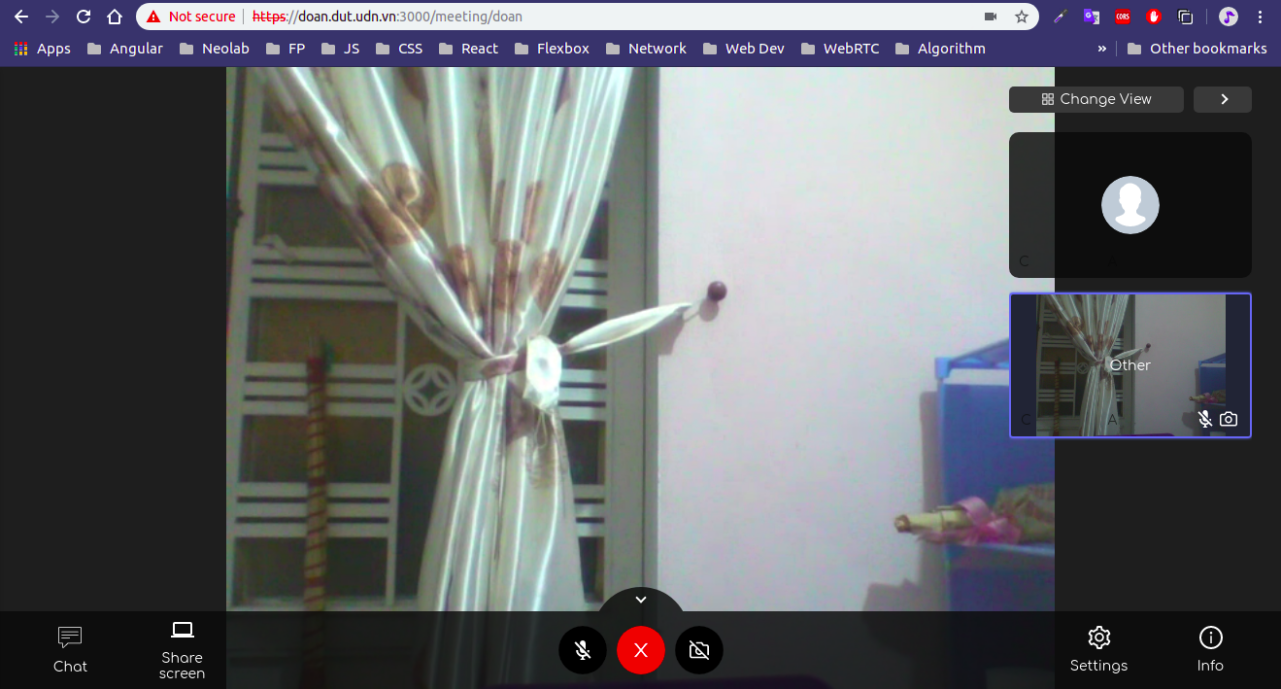 Not secure https://doan.dut.udn.vn:3000/meeting/doan
Apps Angular Neolab FP JS CSS React Flexbox Network Web Dev WebRTC Algorithm » Other bookmarks
Change View
C
Other
C A
Chat
Share
screen
Settings
Info